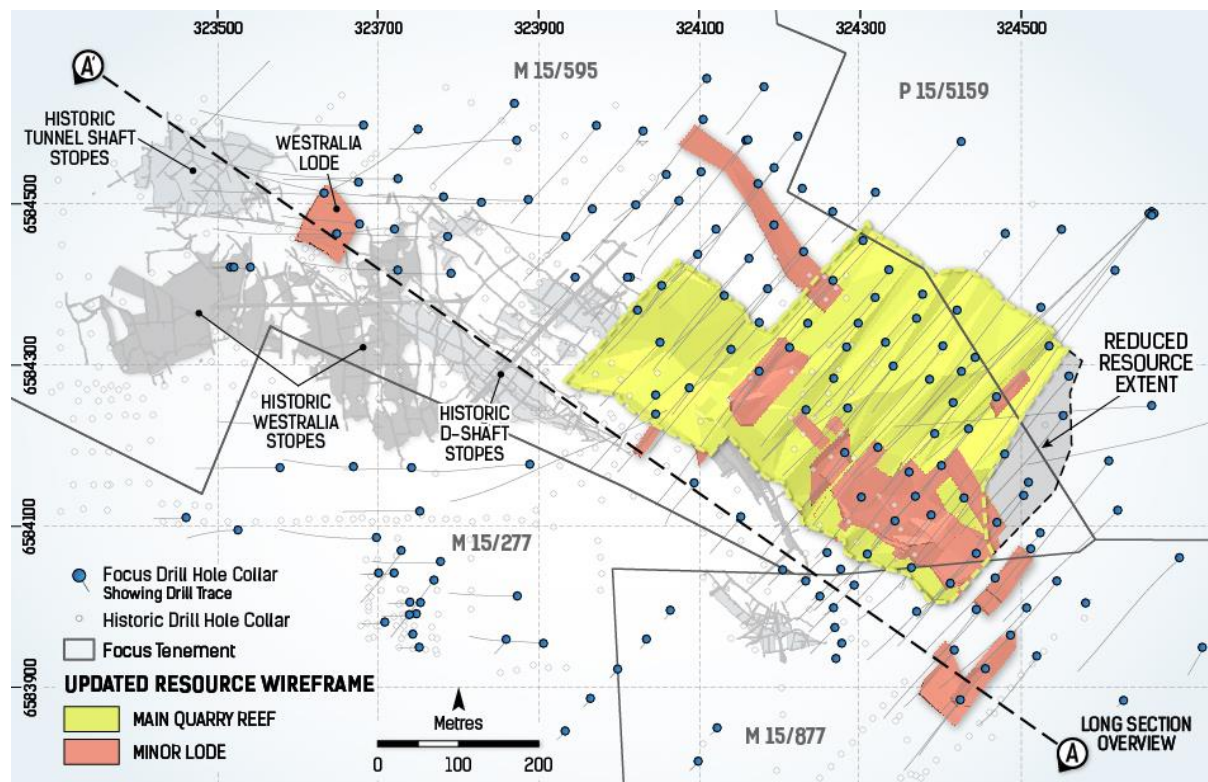 323500
323700
323900
324100
324300
324500
A'
M 15/595
P 15/5159
HISTORIC
TUNNEL SHAFT
STOPES
WESTRALIA
LODE
6584500
6584300
REDUCED
RESOURCE
EXTENT
HISTORIC
WESTRALIA
STOPES
HISTORIC
D-SHAFT
STOPES
6584100
M 15/277
Focus Drill Hole Collar
Showing Drill Trace
Historic Drill Hole Collar
Focus Tenement
UPDATED RESOURCE WIREFRAME
MAIN QUARRY REEF
MINOR LODE
6583900
Metres
0 100 200
M 15/877
LONG SECTION
OVERVIEW
A